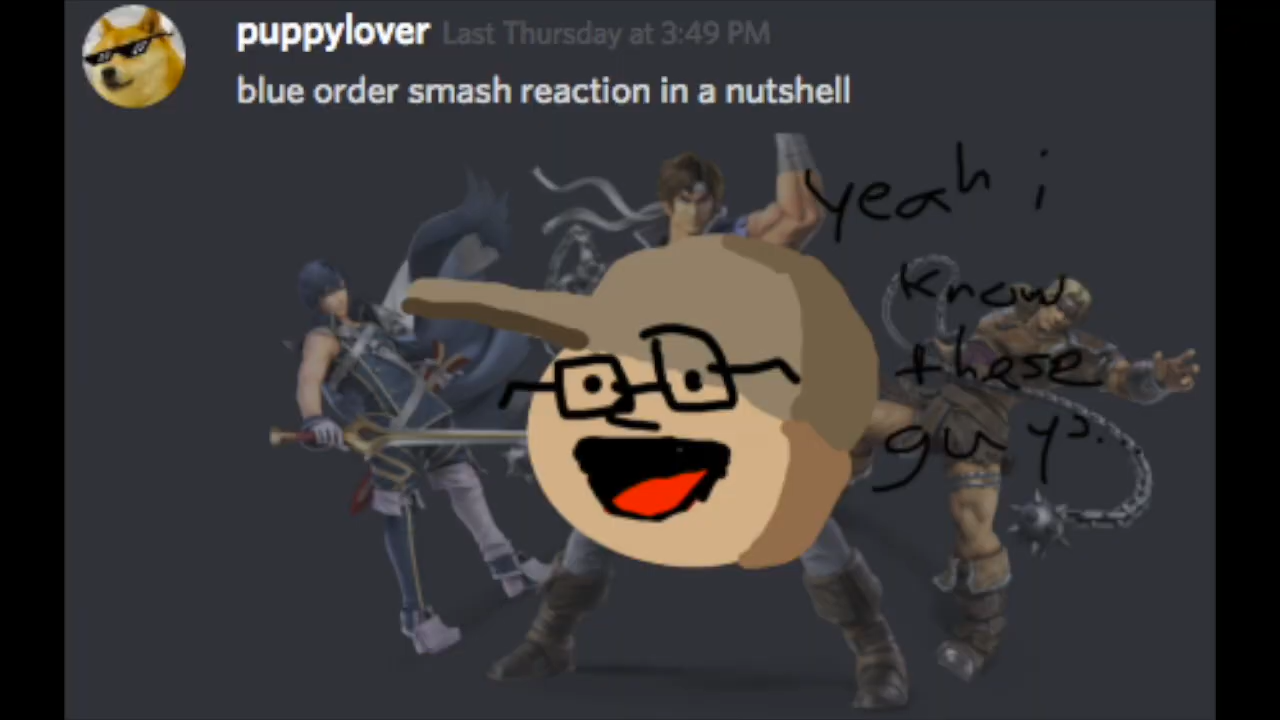 puppylover Last Thursday at 3:49 PM
blue order smash reaction in a nutshell
yeah i
know
these
guys.